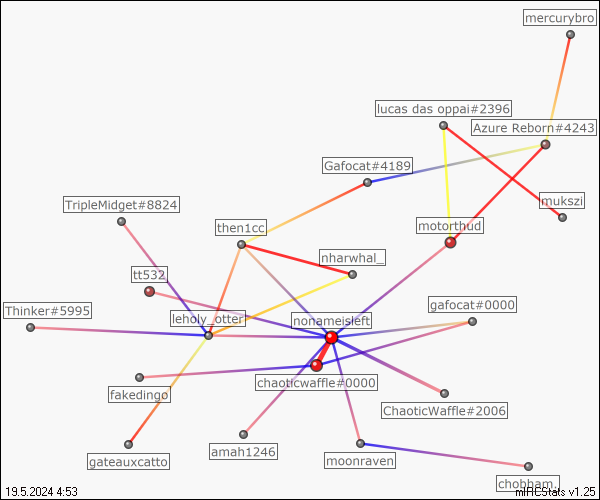 mercurybro
lucas das oppai#2396
Azure Reborn#4243
Gafocat#4189
TripleMidget#8824
mukszi
then1cc
motorthud
nharwhal_
tt532
gafocat#0000
Thinker#5995
leholy_otter
nonameisleft
chaoticwaffle#0000
fakedingo
ChaoticWaffle#2006
amah1246
gateauxcatto
moonraven
chobham.
19.5.2024 4:53
mIRCStats v1.25